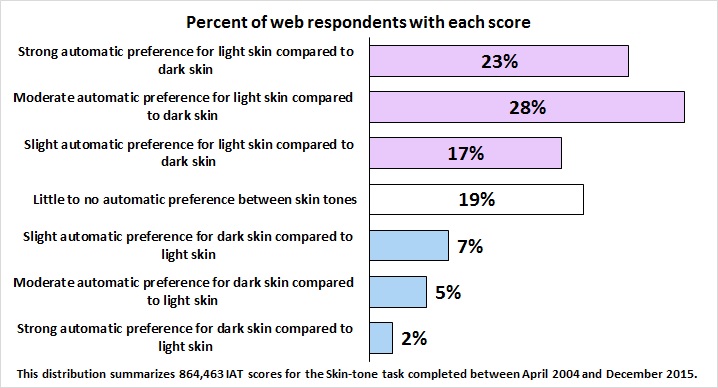 Percent of web respondents with each score
Strong automatic preference for light skin compared to
dark skin
23%
Moderate automatic preference for light skin compared
to dark skin
28%
Slight automatic preference for light skin compared to
dark skin
17%
Little to no automatic preference between skin tones
19%
Slight automatic preference for dark skin compared to
light skin
7%
Moderate automatic preference for dark skin compared
to light skin
5%
Strong automatic preference for dark skin compared to
light skin
2%
This distribution summarizes 864,463 IAT scores for the Skin-tone task completed between April 2004 and December 2015.